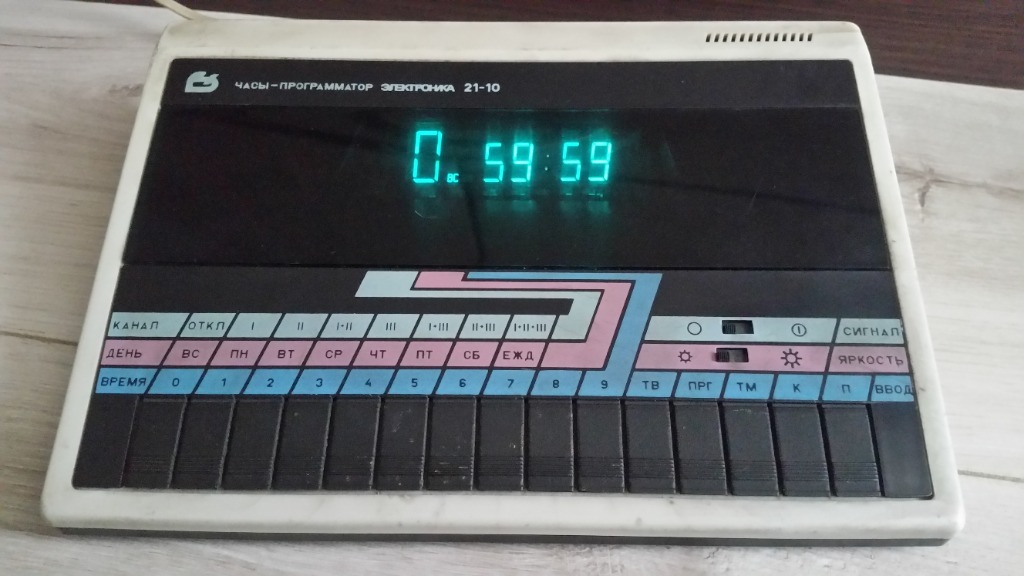 ЧАСЫ-ПРОГРАММАТОР ЭЛЕКТРОНИКА 21-10
0 ВС 59:59
КАНАЛ ОТКЛ I II I·II III I·III II·III I·II·III СИГНАЛ
ДЕНЬ ВС ПН ВТ СР ЧТ ПТ СБ ЕЖД ЯРКОСТЬ
ВРЕМЯ 0 1 2 3 4 5 6 7 8 9 ТВ ПРГ ТМ К П ВВОД